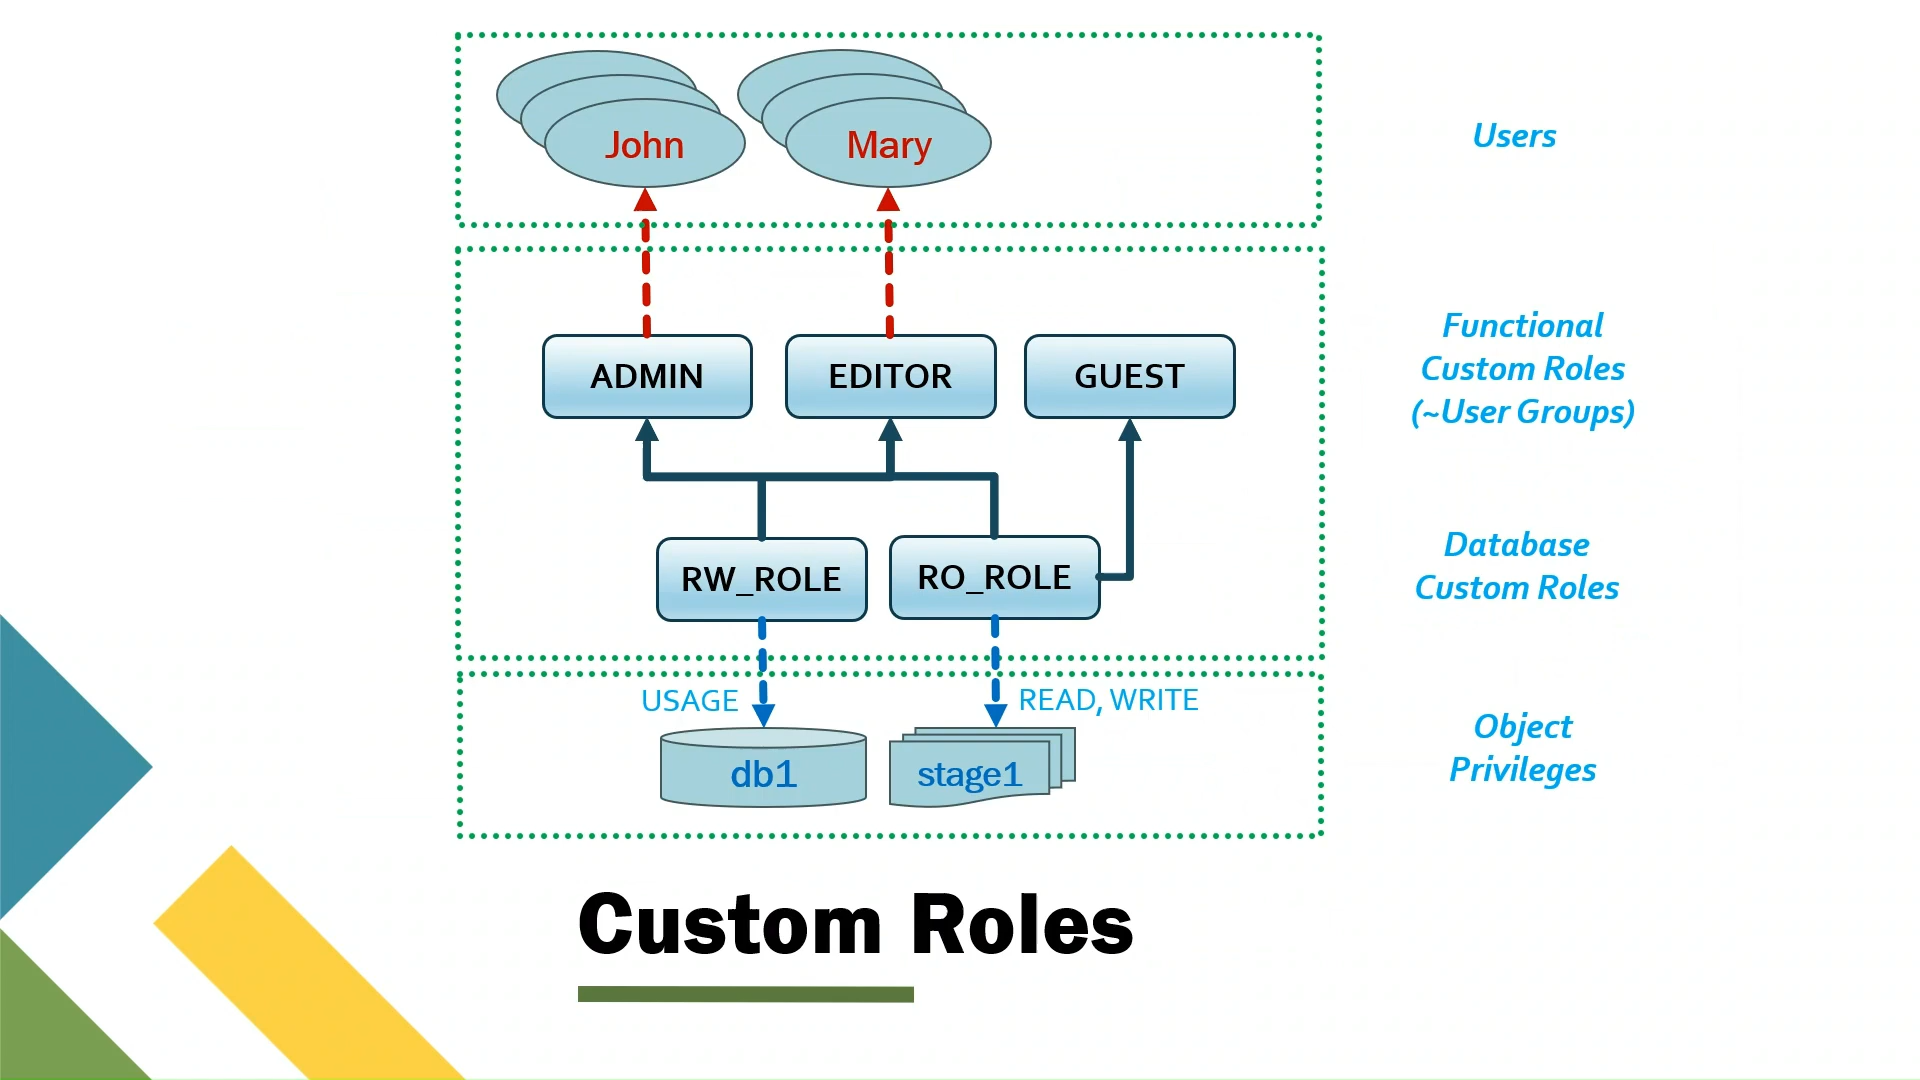 John
Mary
Users
ADMIN
EDITOR
GUEST
Functional
Custom Roles
(~User Groups)
RW_ROLE
RO_ROLE
Database
Custom Roles
USAGE
READ, WRITE
db1
stage1
Object
Privileges
Custom Roles